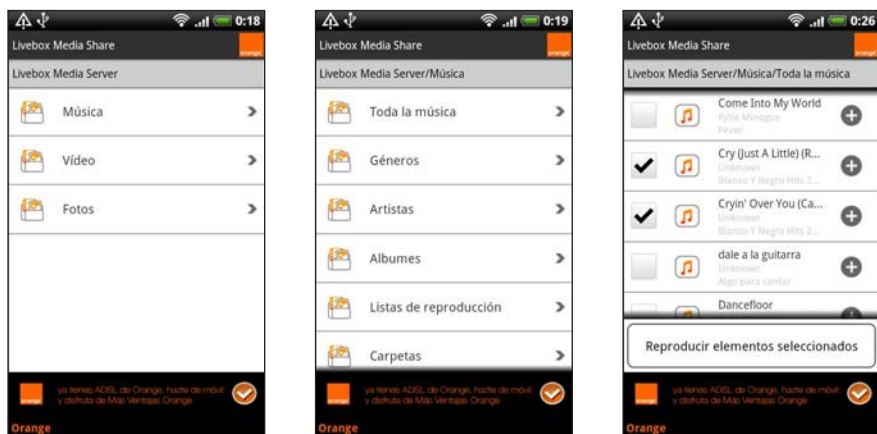 0:18
Livebox Media Share
orange
Livebox Media Server
Música
Vídeo
Fotos
ya tienes ADSL de Orange, hazte de móvil
y disfruta de Más Ventajas Orange
orange
Orange
0:19
Livebox Media Share
orange
Livebox Media Server/Música
Toda la música
Géneros
Artistas
Albumes
Listas de reproducción
Carpetas
ya tienes ADSL de Orange, hazte de móvil
y disfruta de Más Ventajas Orange
orange
Orange
0:26
Livebox Media Share
orange
Livebox Media Server/Música/Toda la música
Come Into My World
Kylie Minogue
Fever
Cry (Just A Little) (R...
Unknown
Blanco Y Negro Hits 2...
Cryin' Over You (Ca...
Unknown
Blanco Y Negro Hits 2...
dale a la guitarra
Unknown
Algo para cantar
Dancefloor
Reproducir elementos seleccionados
ya tienes ADSL de Orange, hazte de móvil
y disfruta de Más Ventajas Orange
orange
Orange